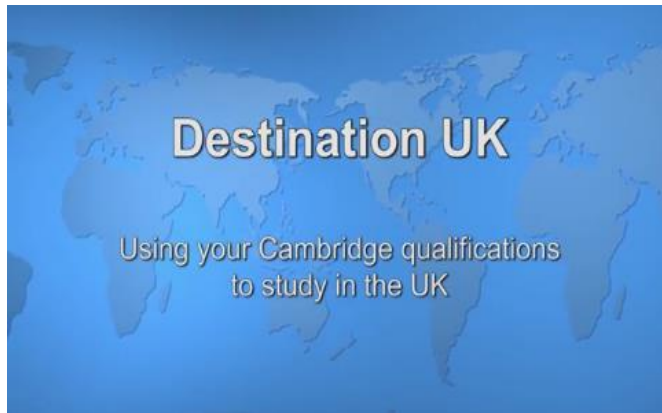 Destination UK
Using your Cambridge qualifications
to study in the UK